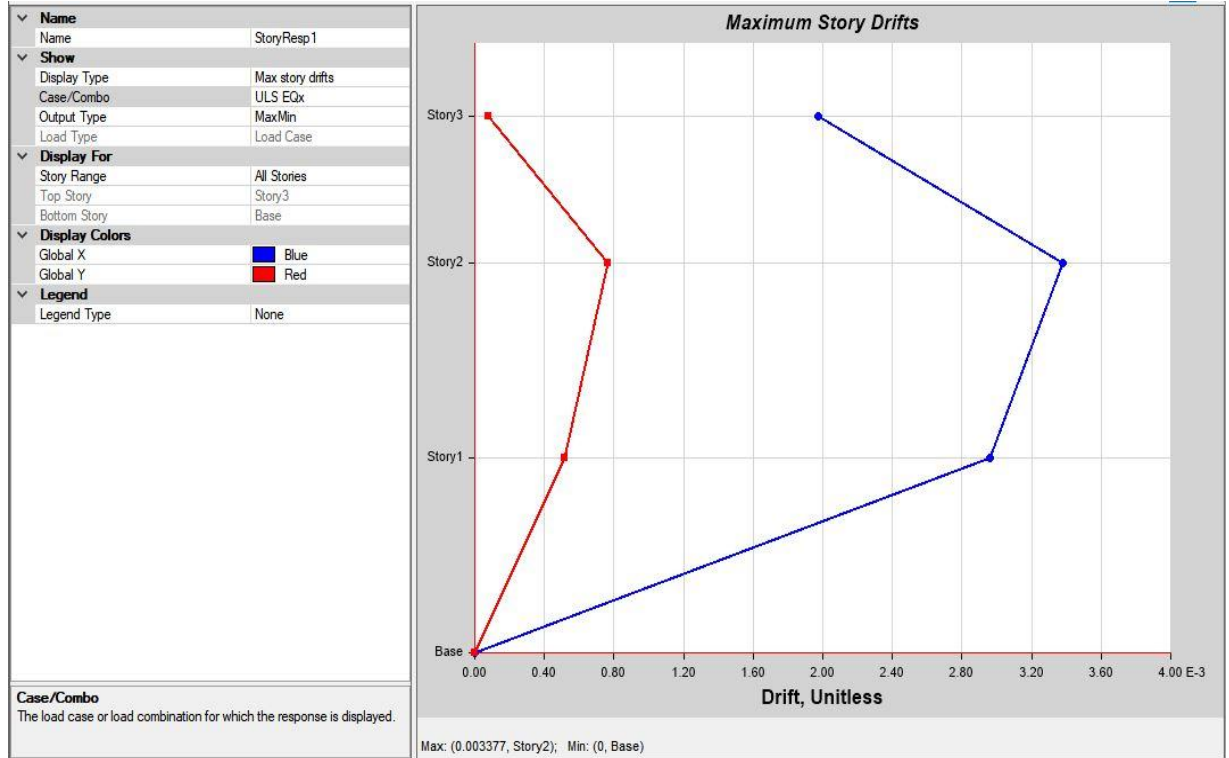 Name
Name StoryResp1
Show
Display Type Max story drifts
Case/Combo ULS EQx
Output Type MaxMin
Load Type Load Case
Display For
Story Range All Stories
Top Story Story3
Bottom Story Base
Display Colors
Global X Blue
Global Y Red
Legend
Legend Type None
Case/Combo
The load case or load combination for which the response is displayed.
Maximum Story Drifts
Story3
Story2
Story1
Base
0.00 0.40 0.80 1.20 1.60 2.00 2.40 2.80 3.20 3.60 4.00 E-3
Drift, Unitless
Max: (0.003377, Story2); Min: (0, Base)